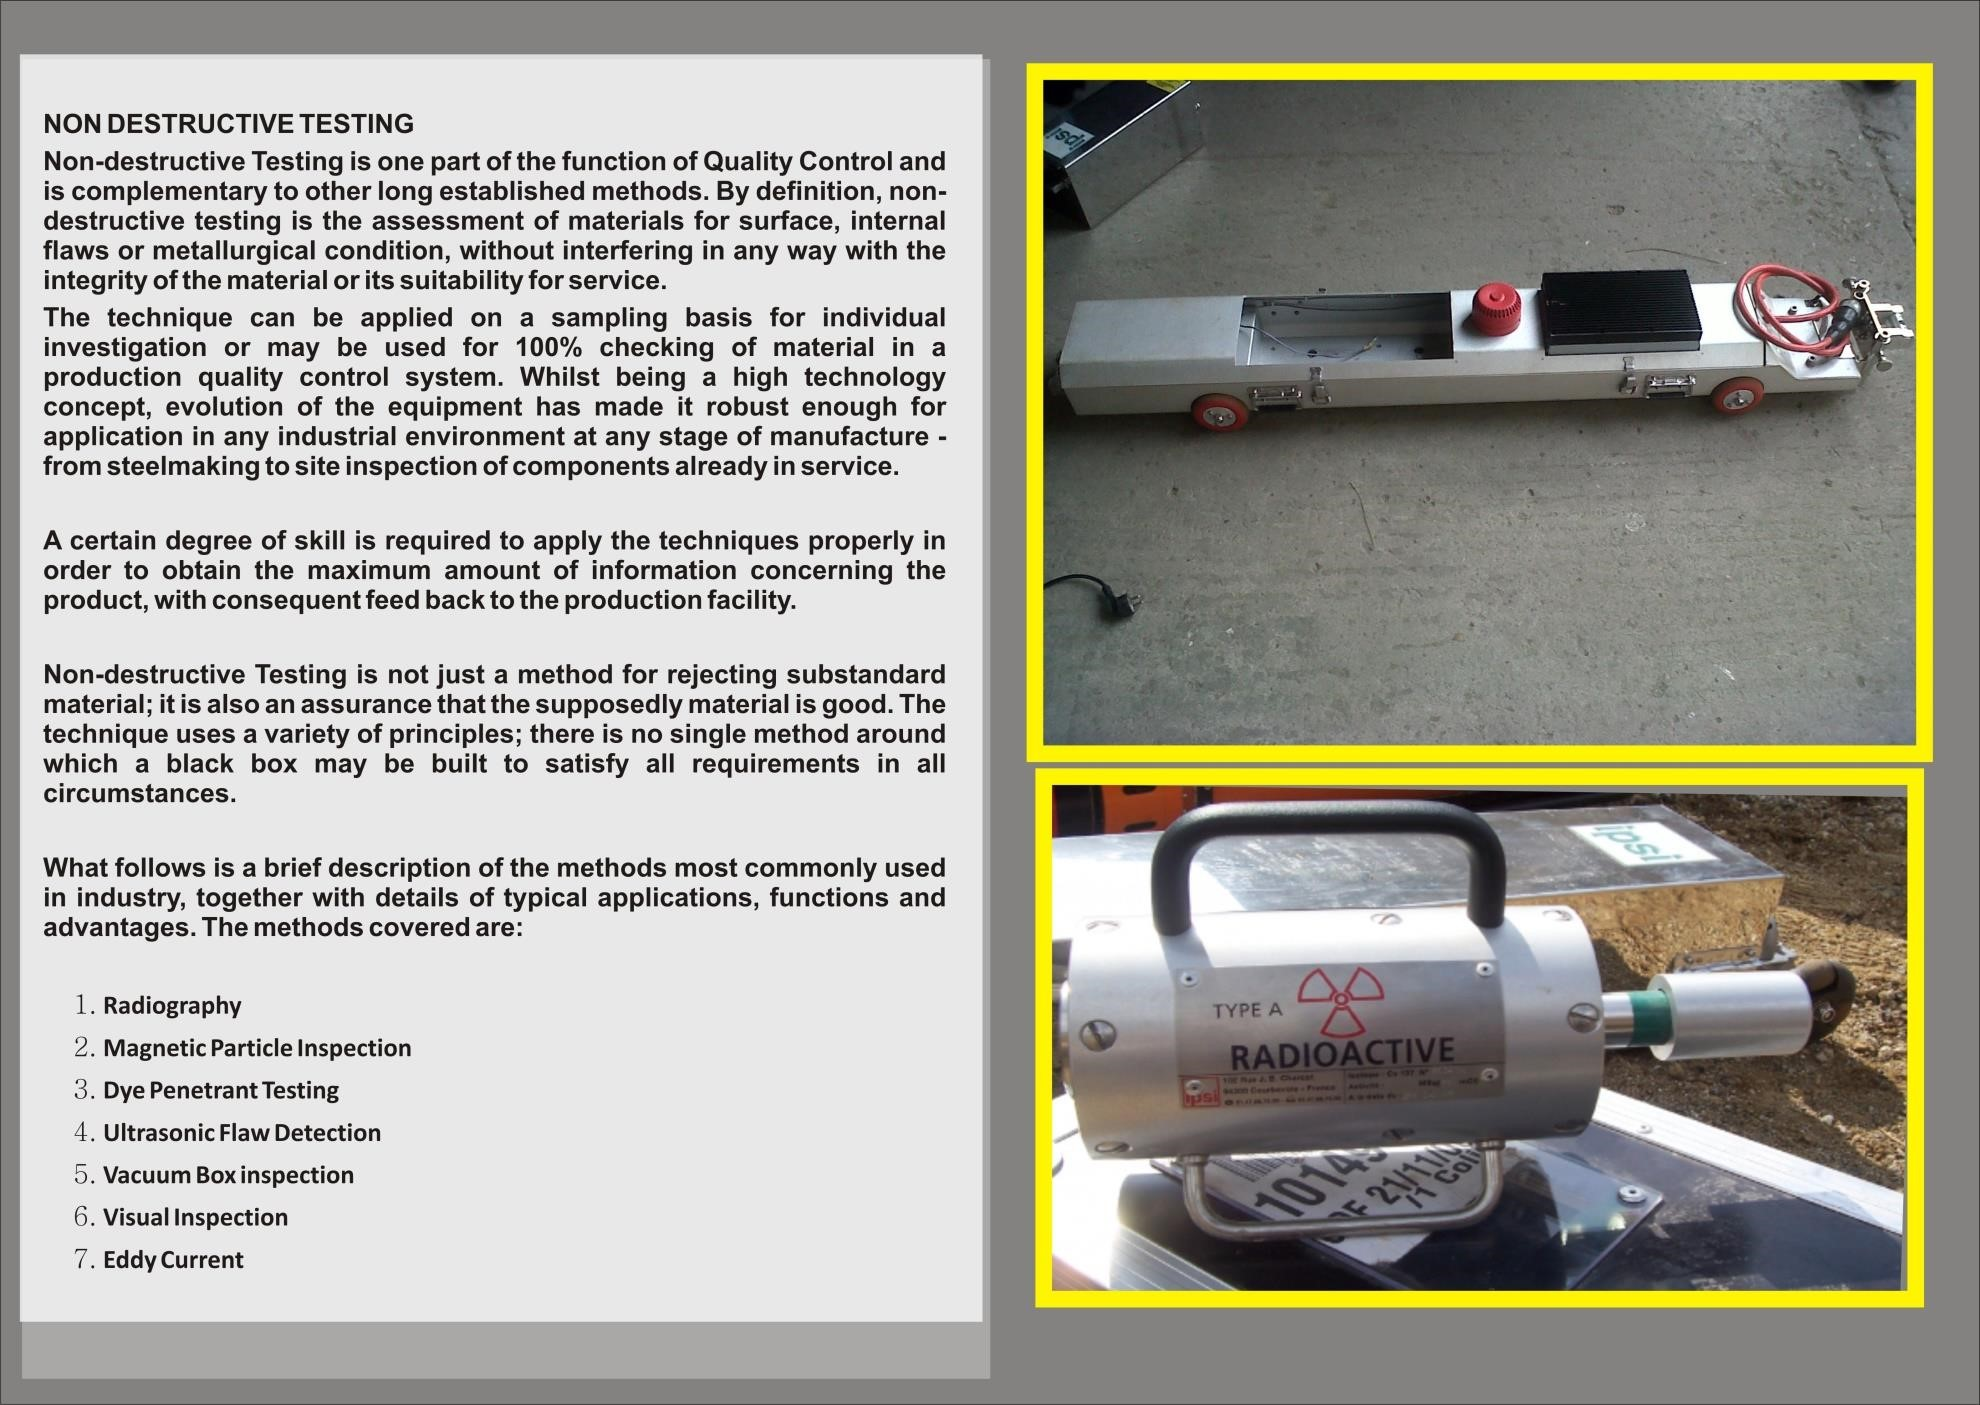 NON DESTRUCTIVE TESTING
Non-destructive Testing is one part of the function of Quality Control and
is complementary to other long established methods. By definition, non-
destructive testing is the assessment of materials for surface, internal
flaws or metallurgical condition, without interfering in any way with the
integrity of the material or its suitability for service.
The technique can be applied on a sampling basis for individual
investigation or may be used for 100% checking of material in a
production quality control system. Whilst being a high technology
concept, evolution of the equipment has made it robust enough for
application in any industrial environment at any stage of manufacture -
from steelmaking to site inspection of components already in service.
A certain degree of skill is required to apply the techniques properly in
order to obtain the maximum amount of information concerning the
product, with consequent feed back to the production facility.
Non-destructive Testing is not just a method for rejecting substandard
material; it is also an assurance that the supposedly material is good. The
technique uses a variety of principles; there is no single method around
which a black box may be built to satisfy all requirements in all
circumstances.
What follows is a brief description of the methods most commonly used
in industry, together with details of typical applications, functions and
advantages. The methods covered are:
1. Radiography
2. Magnetic Particle Inspection
3. Dye Penetrant Testing
4. Ultrasonic Flaw Detection
5. Vacuum Box inspection
6. Visual Inspection
7. Eddy Current
ipsi
ipsi
TYPE A
RADIOACTIVE
ipsi
100 Rue J. B. Charcot
Courbevoie - France
10149
21/11/0
/1 Coli